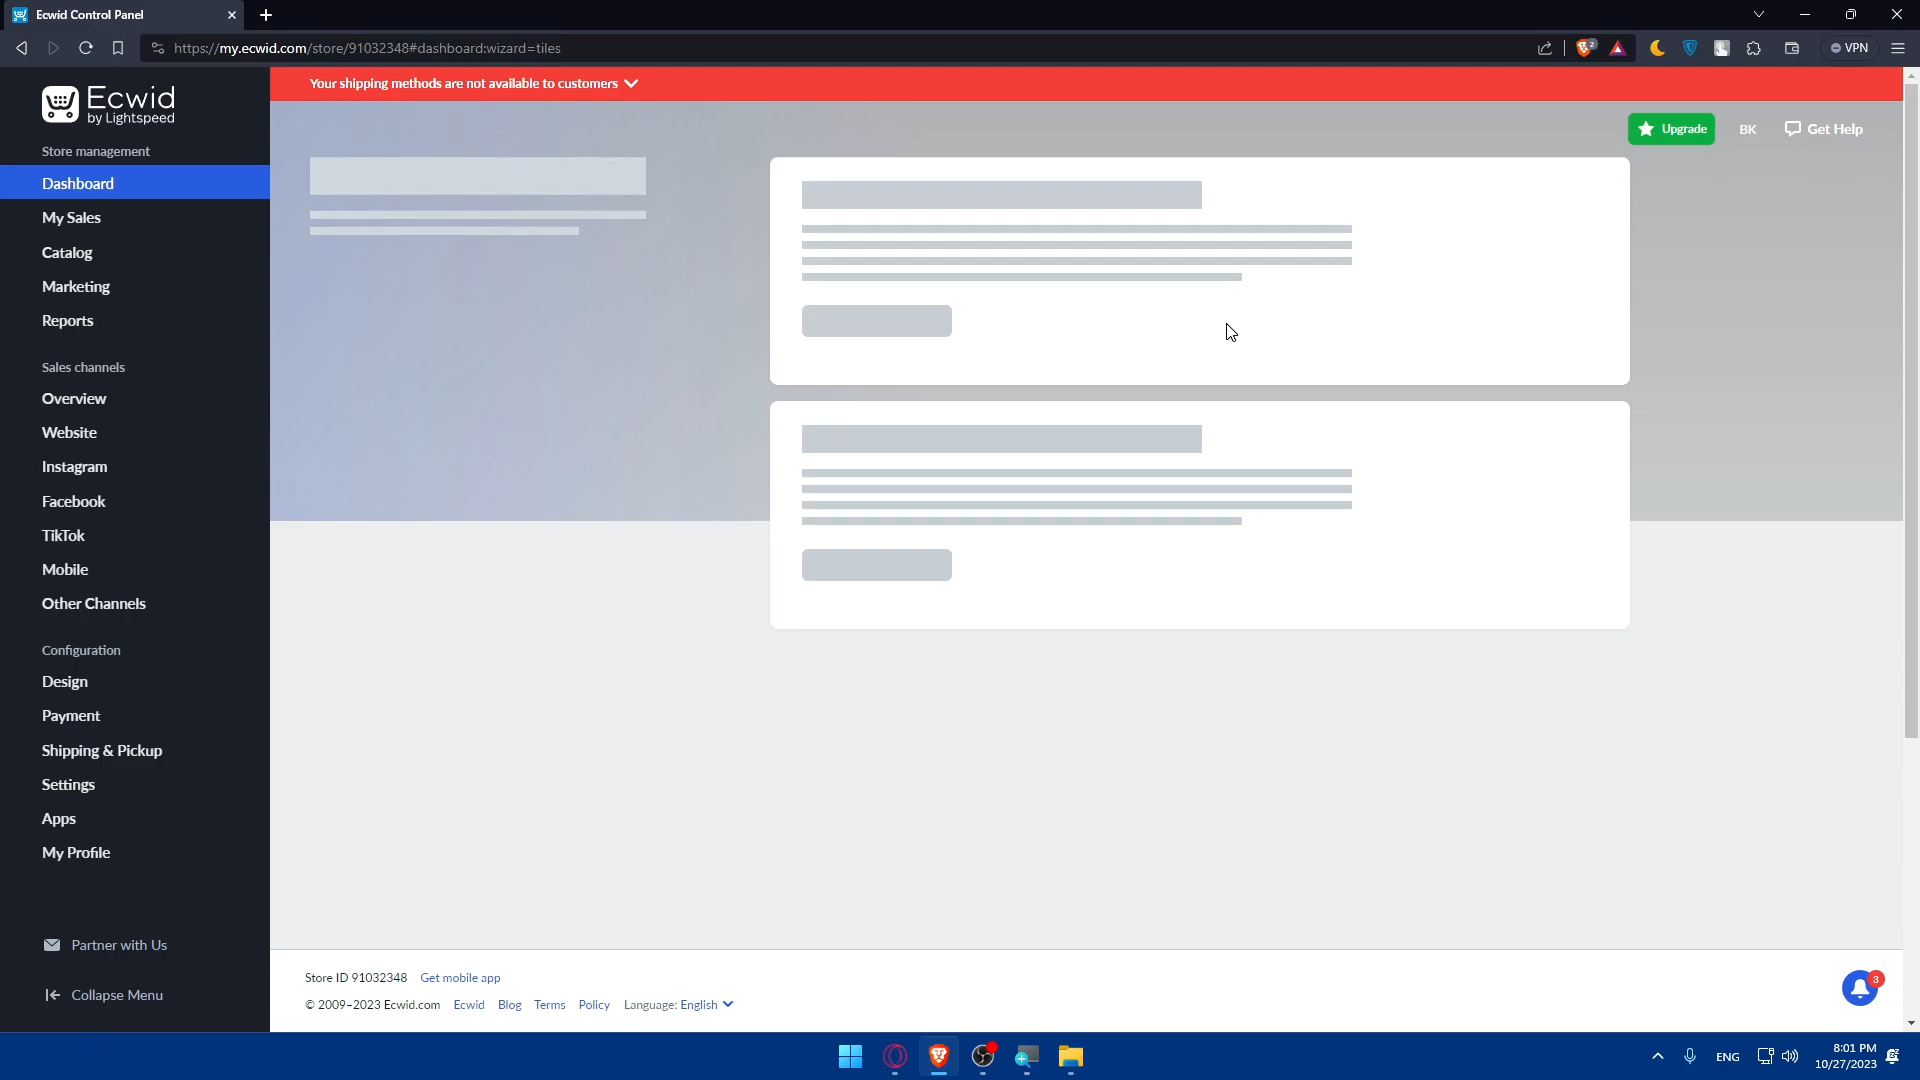 Ecwid Control Panel
https://my.ecwid.com/store/91032348#dashboard:wizard=tiles
2
VPN
Ecwid
by Lightspeed
Your shipping methods are not available to customers
Upgrade
BK
Get Help
Store management
Dashboard
My Sales
Catalog
Marketing
Reports
Sales channels
Overview
Website
Instagram
Facebook
TikTok
Mobile
Other Channels
Configuration
Design
Payment
Shipping & Pickup
Settings
Apps
My Profile
Partner with Us
Collapse Menu
Store ID 91032348 Get mobile app
© 2009–2023 Ecwid.com Ecwid Blog Terms Policy Language: English
3
ENG
8:01 PM
10/27/2023